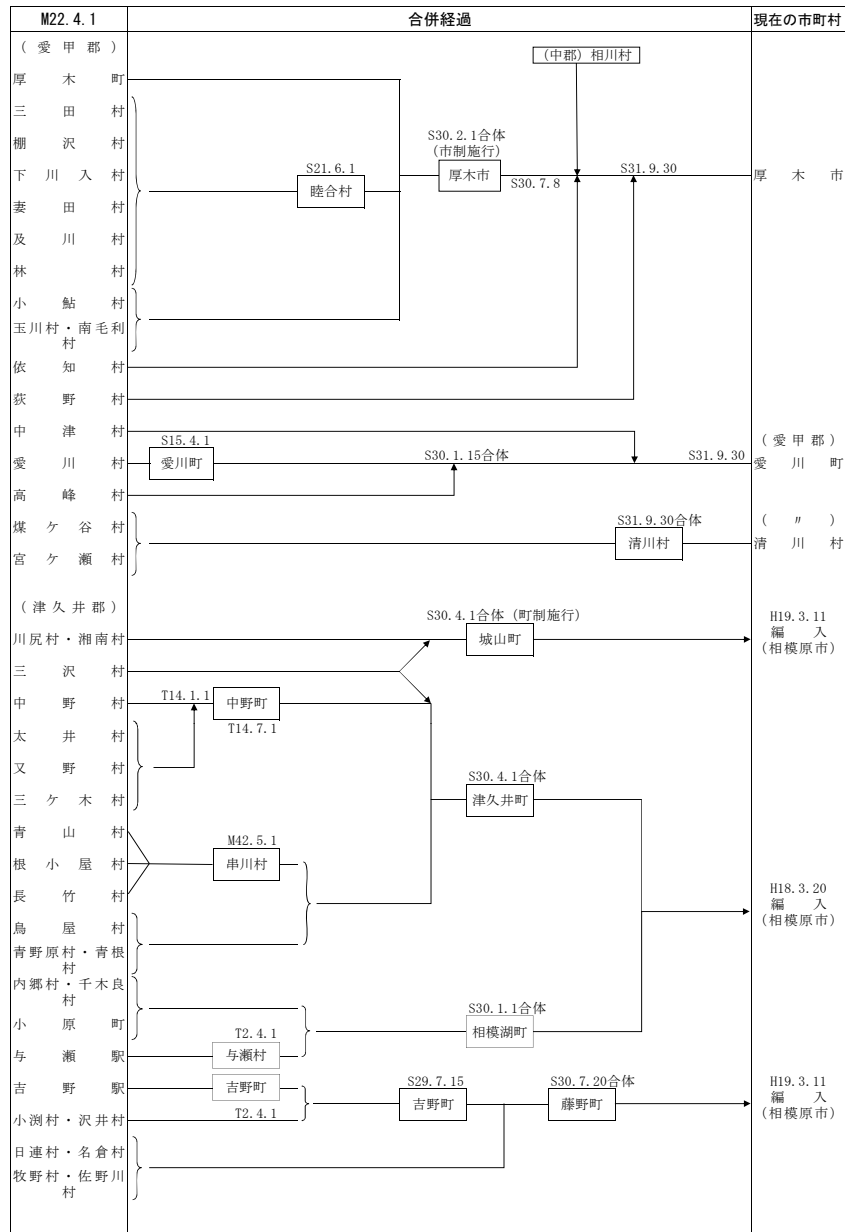 M22.4.1 合併経過 現在の市町村
(愛甲郡)
(中郡)相川村
厚木町
三田村
S30.2.1合体
棚沢村
(市制施行)
S21.6.1
S31.9.30
下川入村
睦合村
厚木市
S30.7.8
厚木市
妻田村
及川村
林村
小鮎村
玉川村・南毛利
村
依知村
荻野村
中津村
(愛甲郡)
S15.4.1
愛川村
愛川町
S30.1.15合体
S31.9.30
愛川町
高峰村
煤ケ谷村
S31.9.30合体
(〃)
清川村
清川村
宮ケ瀬村
(津久井郡)
S30.4.1合体(町制施行)
H19.3.11
編入
(相模原市)
川尻村・湘南村
城山町
三沢村
T14.1.1
中野村
中野町
T14.7.1
太井村
又野村
S30.4.1合体
三ケ木村
津久井町
青山村
M42.5.1
根小屋村
串川村
長竹村
H18.3.20
編入
(相模原市)
鳥屋村
青野原村・青根
村
内郷村・千木良
村
S30.1.1合体
小原町
相模湖町
T2.4.1
与瀬駅
与瀬村
吉野駅
吉野町
S29.7.15
S30.7.20合体
H19.3.11
編入
(相模原市)
T2.4.1
吉野町
藤野町
小渕村・沢井村
日連村・名倉村
牧野村・佐野川
村